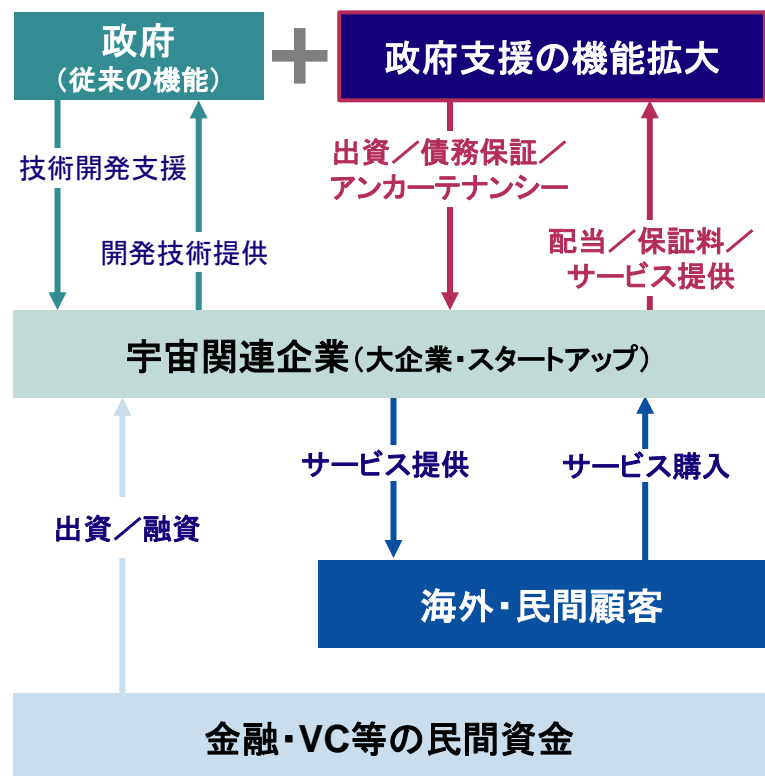 政府
（従来の機能）
＋
政府支援の機能拡大
技術開発支援
開発技術提供
出資／債務保証／
アンカーテナンシー
配当／保証料／
サービス提供
宇宙関連企業（大企業・スタートアップ）
サービス提供
サービス購入
出資／融資
海外・民間顧客
金融・VC等の民間資金